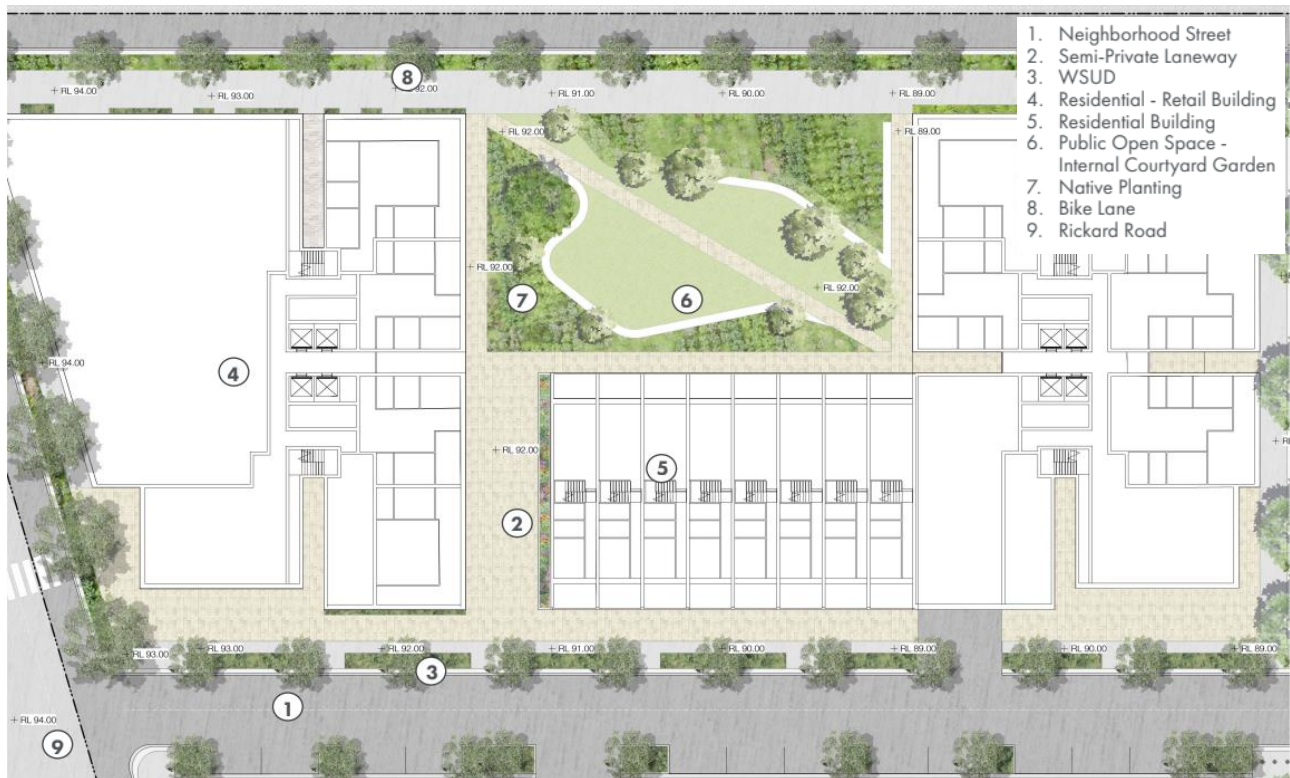 1. Neighborhood Street
2. Semi-Private Laneway
3. WSUD
4. Residential - Retail Building
5. Residential Building
6. Public Open Space -
Internal Courtyard Garden
7. Native Planting
8. Bike Lane
9. Rickard Road
8
RL 94.00
RL 93.00
92.00
RL 91.00
RL 90.00
RL 89.00
RL 92.00
RL 89.00
RL 92.00
7
6
RL 92.00
RL 94.00
4
RL 92.00
5
2
RL 93.00
RL 93.00
RL 92.00
RL 91.00
RL 90.00
RL 89.00
RL 90.00
RL 89.00
3
1
RL 94.00
9